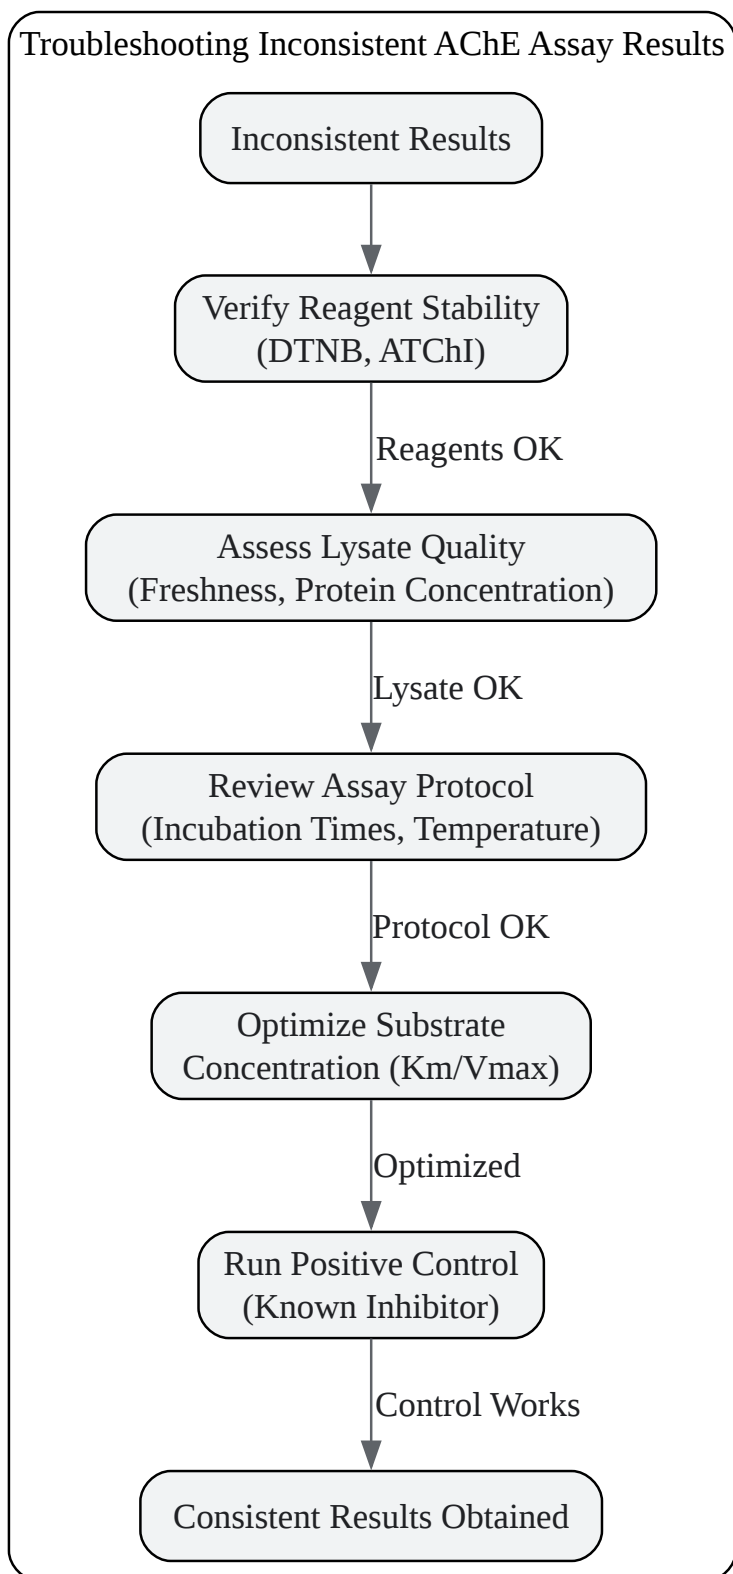 Troubleshooting Inconsistent AChE Assay Results
Inconsistent Results
Verify Reagent Stability
(DTNB, ATChI)
Reagents OK
Assess Lysate Quality
(Freshness, Protein Concentration)
Lysate OK
Review Assay Protocol
(Incubation Times, Temperature)
Protocol OK
Optimize Substrate
Concentration (Km/Vmax)
Optimized
Run Positive Control
(Known Inhibitor)
Control Works
Consistent Results Obtained